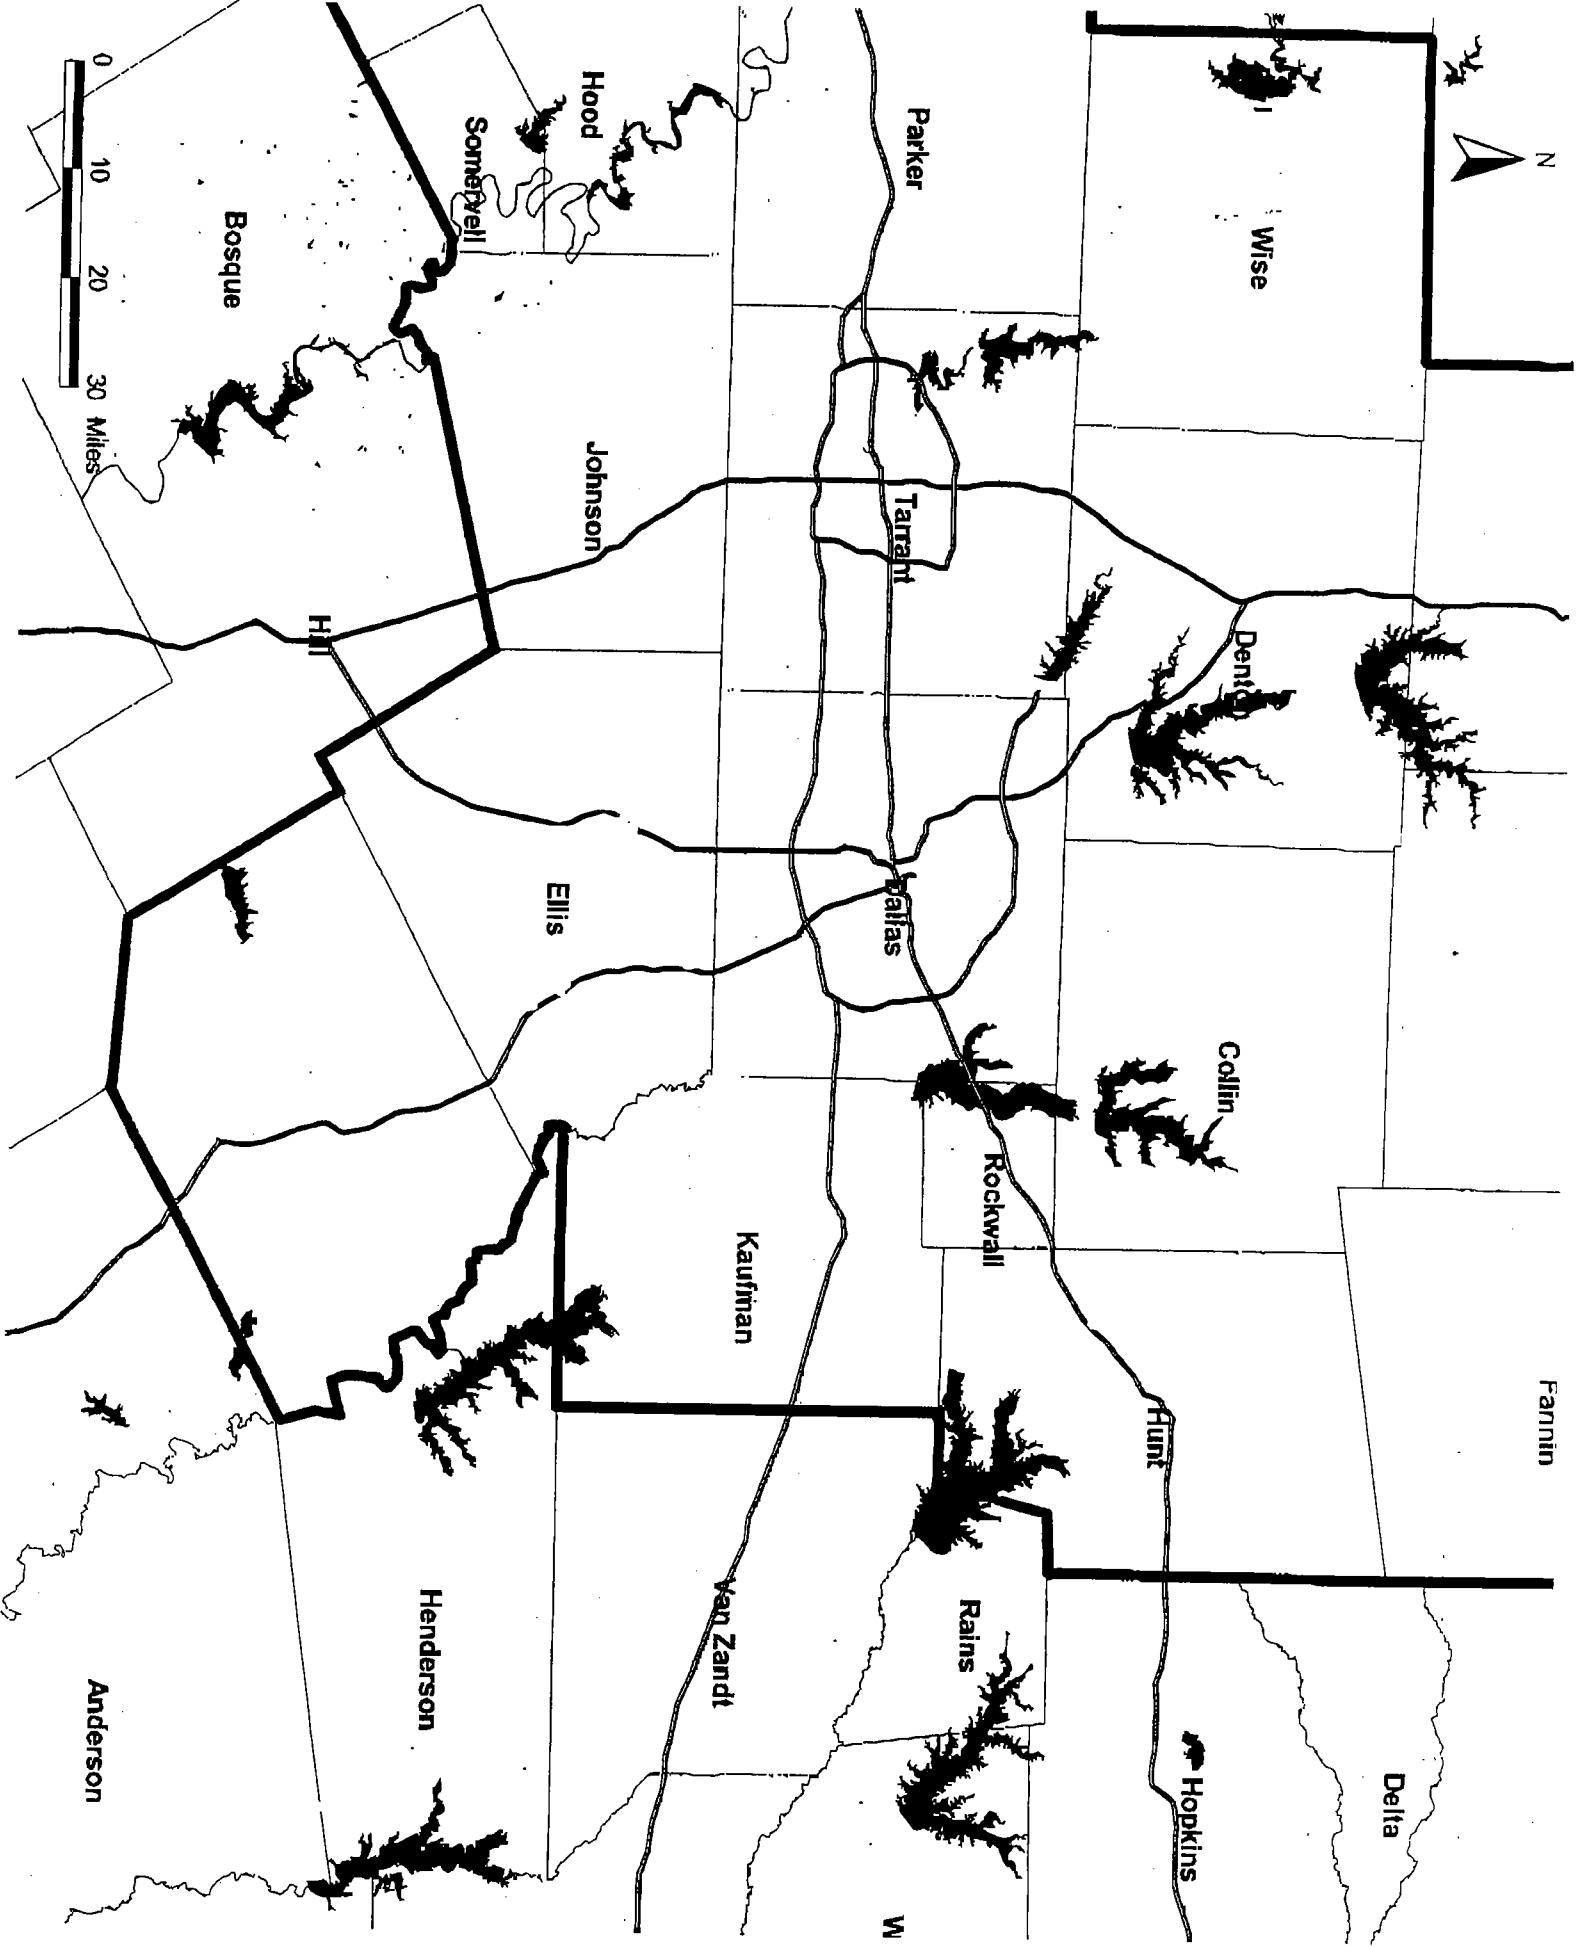 N
Fannin
Delta
Wise
Denton
Collin
Hunt
Hopkins
Parker
Tarrant
Dallas
Rockwall
Rains
W
Hood
Johnson
Ellis
Kaufman
Van Zandt
Somervell
Henderson
Bosque
Hill
Anderson
0 10 20 30 Miles